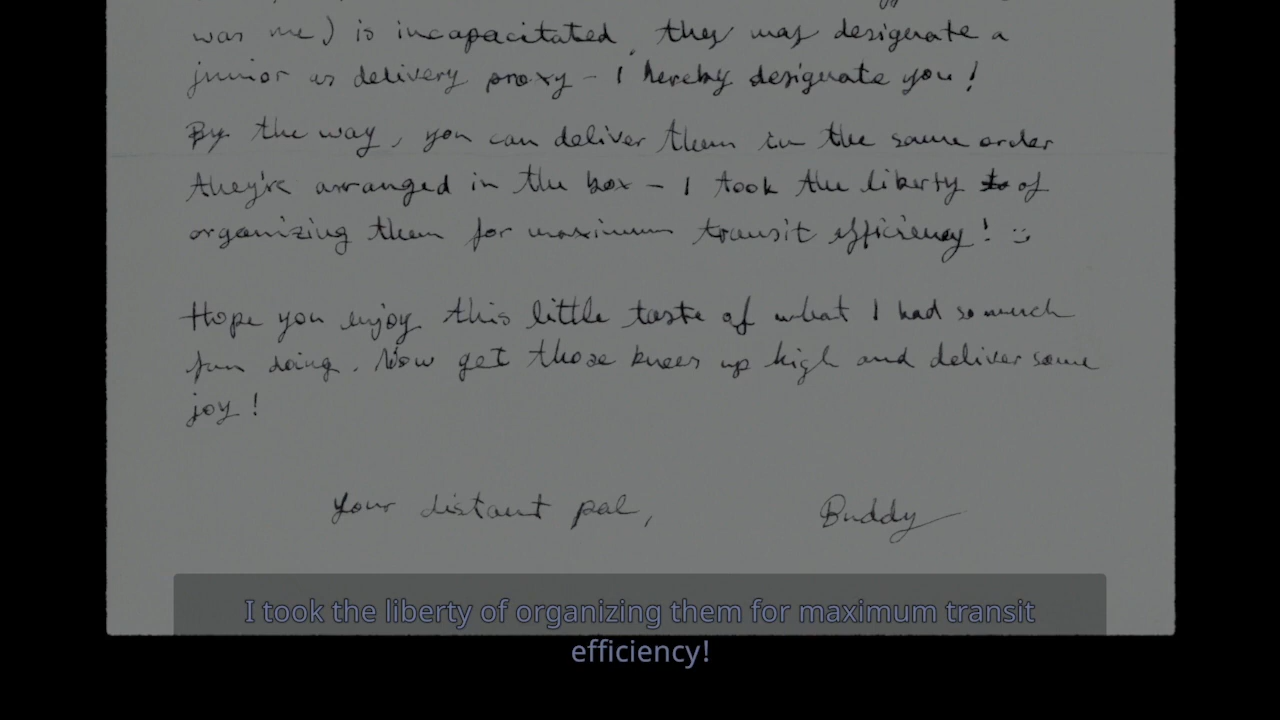 was me) is incapacitated, they may designate a
junior as delivery proxy - I hereby designate you!
By the way, you can deliver them in the same order
they're arranged in the box - I took the liberty to of
organizing them for maximum transit efficiency! :)
Hope you enjoy this little taste of what I had so much
fun doing. Now get those knees up high and deliver some
joy!
Your distant pal, Buddy
I took the liberty of organizing them for maximum transit
efficiency!